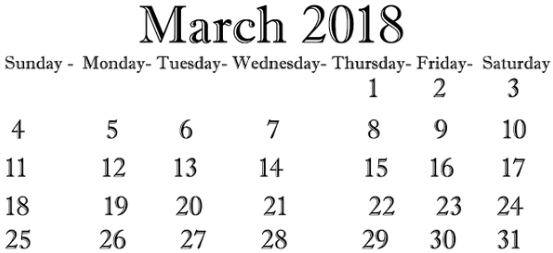 March 2018
Sunday - Monday- Tuesday- Wednesday- Thursday- Friday- Saturday
1 2 3
4 5 6 7 8 9 10
11 12 13 14 15 16 17
18 19 20 21 22 23 24
25 26 27 28 29 30 31